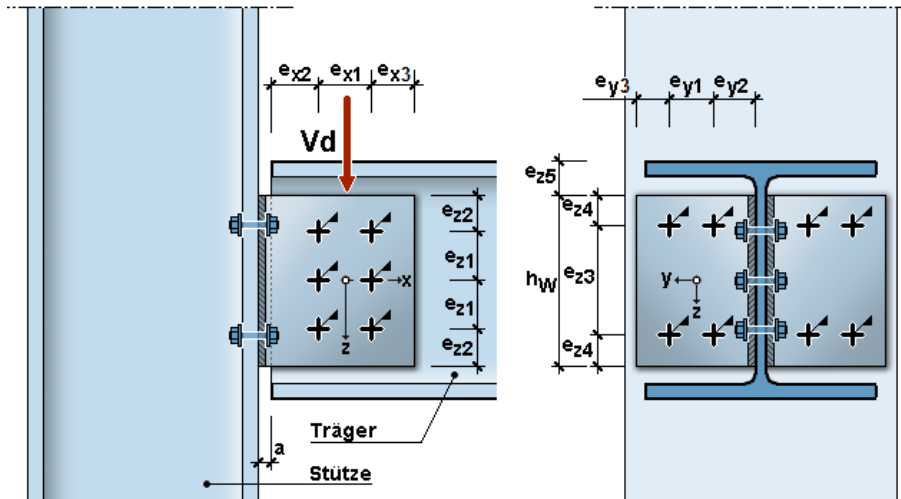 ex2 ex1 ex3
Vd
ez2
ez1
ez1
ez2
x
z
a
Träger
Stütze
ey3 ey1 ey2
ez5
ez4
ez3
hw
ez4
y
z